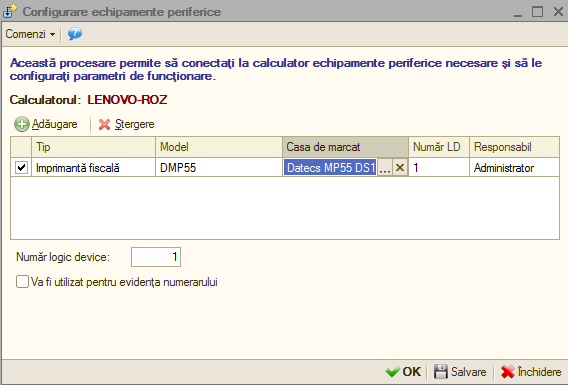 Configurare echipamente periferice
Comenzi
Această procesare permite să conectați la calculator echipamente periferice necesare și să le
configurați parametri de funcționare.
Calculatorul: LENOVO-ROZ
Adăugare Ștergere
Tip Model Casa de marcat Număr LD Responsabil
Imprimantă fiscală DMP55 Datecs MP55 DS1 ... 1 Administrator
Număr logic device: 1
Va fi utilizat pentru evidența numerarului
OK Salvare Închidere